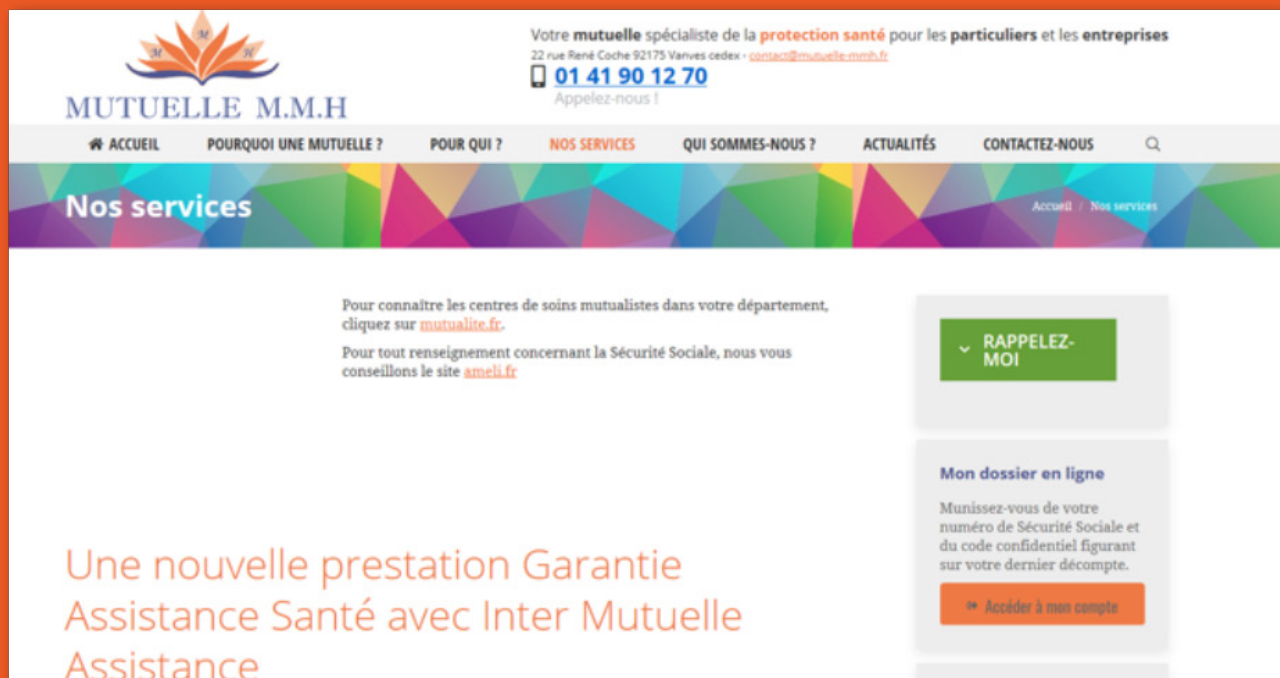 M M H
MUTUELLE M.M.H
Votre mutuelle spécialiste de la protection santé pour les particuliers et les entreprises
22 rue René Coche 92175 Vanves cedex - contact@mutuelle-mmh.fr
01 41 90 12 70
Appelez-nous !
ACCUEIL POURQUOI UNE MUTUELLE ? POUR QUI ? NOS SERVICES QUI SOMMES-NOUS ? ACTUALITÉS CONTACTEZ-NOUS
Nos services
Accueil / Nos services
Pour connaître les centres de soins mutualistes dans votre département,
cliquez sur mutualite.fr.
Pour tout renseignement concernant la Sécurité Sociale, nous vous
conseillons le site ameli.fr
RAPPELEZ-
MOI
Mon dossier en ligne
Munissez-vous de votre
numéro de Sécurité Sociale et
du code confidentiel figurant
sur votre dernier décompte.
Accéder à mon compte
Une nouvelle prestation Garantie
Assistance Santé avec Inter Mutuelle
Assistance